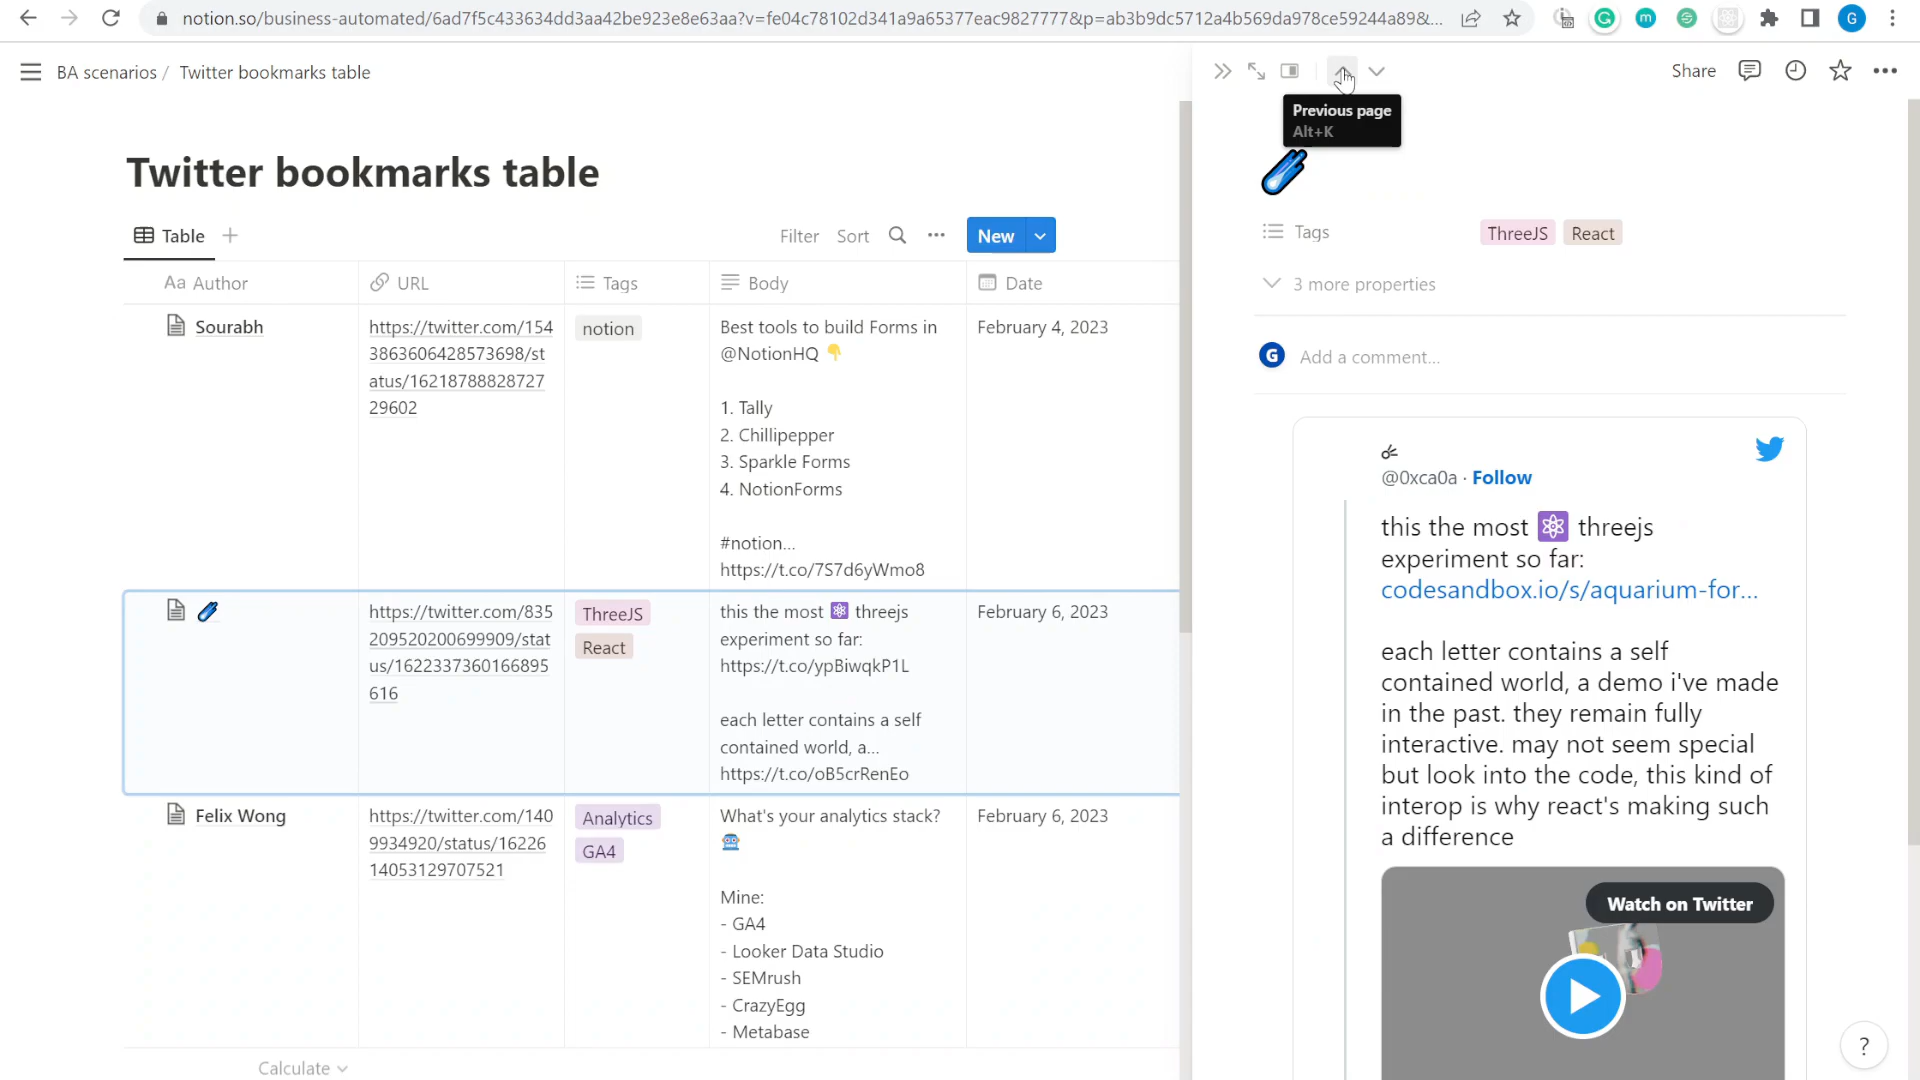 notion.so/business-automated/6ad7f5c433634dd3aa42be923e8e63aa?v=fe04c78102d341a9a65377eac9827777&p=ab3b9dc5712a4b569da978ce59244a89&...
G
BA scenarios / Twitter bookmarks table
Share
Previous page
Alt+K
Twitter bookmarks table
Table
Filter
Sort
New
Aa Author
URL
Tags
Body
Date
Sourabh
https://twitter.com/154
3863606428573698/st
atus/16218788828727
29602
notion
Best tools to build Forms in
@NotionHQ 👇
1. Tally
2. Chillipepper
3. Sparkle Forms
4. NotionForms
#notion...
https://t.co/7S7d6yWmo8
February 4, 2023
https://twitter.com/835
209520200699909/stat
us/1622337360166895
616
ThreeJS
React
this the most ⚛ threejs
experiment so far:
https://t.co/ypBiwqkP1L
each letter contains a self
contained world, a...
https://t.co/oB5crRenEo
February 6, 2023
Felix Wong
https://twitter.com/140
9934920/status/16226
14053129707521
Analytics
GA4
What's your analytics stack?
Mine:
- GA4
- Looker Data Studio
- SEMrush
- CrazyEgg
- Metabase
February 6, 2023
Calculate
Tags
ThreeJS
React
3 more properties
G
Add a comment...
@0xca0a · Follow
this the most ⚛ threejs
experiment so far:
codesandbox.io/s/aquarium-for...
each letter contains a self
contained world, a demo i've made
in the past. they remain fully
interactive. may not seem special
but look into the code, this kind of
interop is why react's making such
a difference
Watch on Twitter
?